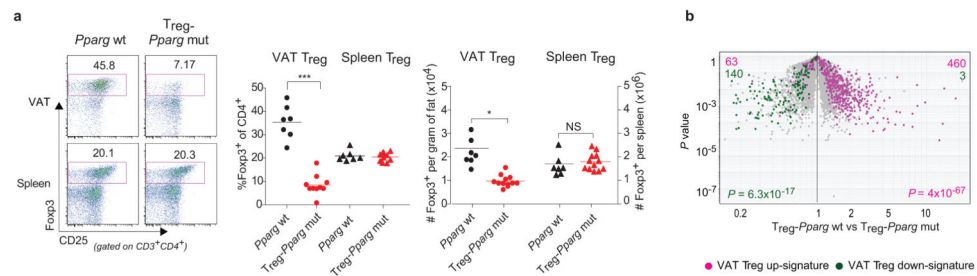 a
Pparg wt
Treg-
Pparg mut
VAT
45.8
7.17
Spleen
20.1
20.3
Foxp3
CD25 (gated on CD3+CD4+)
VAT Treg Spleen Treg
***
%Foxp3+ of CD4+
50
40
30
20
10
0
Pparg wt
Treg-Pparg mut
Pparg wt
Treg-Pparg mut
VAT Treg Spleen Treg
*
NS
# Foxp3+ per gram of fat (x10^4)
5
4
3
2
1
0
# Foxp3+ per spleen (x10^6)
5
4
3
2
1
0
Pparg wt
Treg-Pparg mut
Pparg wt
Treg-Pparg mut
b
63
140
460
3
P value
1
10^-3
10^-5
10^-7
P = 6.3x10^-17
P = 4x10^-67
0.2 1 2 5 10
Treg-Pparg wt vs Treg-Pparg mut
VAT Treg up-signature
VAT Treg down-signature